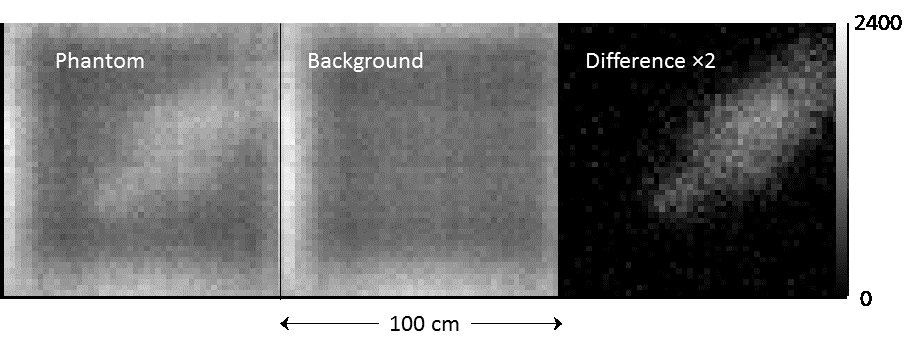 2400
Phantom
Background
Difference ×2
0
100 cm